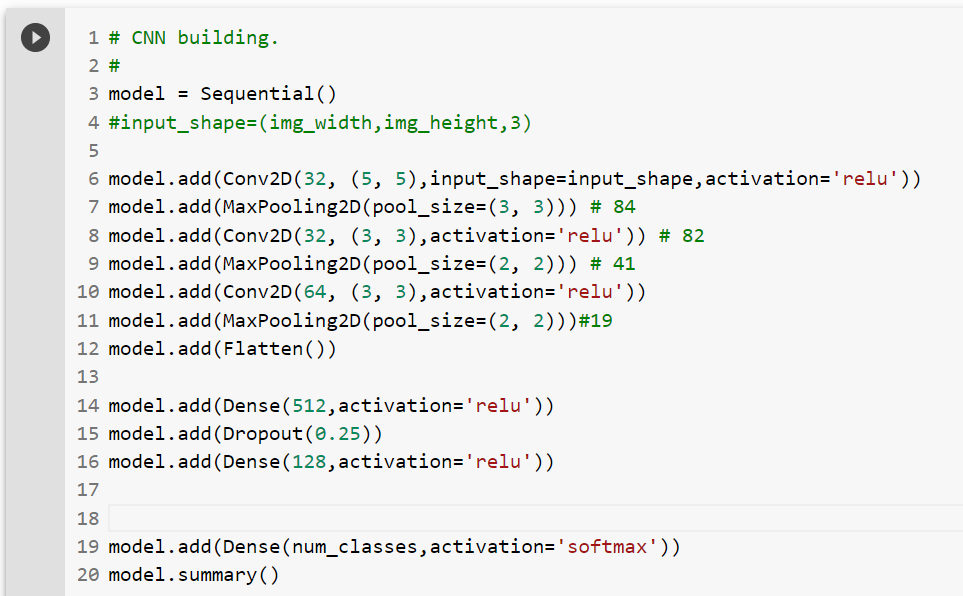 1 # CNN building.
2 #
3 model = Sequential()
4 #input_shape=(img_width,img_height,3)
5
6 model.add(Conv2D(32, (5, 5),input_shape=input_shape,activation='relu'))
7 model.add(MaxPooling2D(pool_size=(3, 3))) # 84
8 model.add(Conv2D(32, (3, 3),activation='relu')) # 82
9 model.add(MaxPooling2D(pool_size=(2, 2))) # 41
10 model.add(Conv2D(64, (3, 3),activation='relu'))
11 model.add(MaxPooling2D(pool_size=(2, 2)))#19
12 model.add(Flatten())
13
14 model.add(Dense(512,activation='relu'))
15 model.add(Dropout(0.25))
16 model.add(Dense(128,activation='relu'))
17
18
19 model.add(Dense(num_classes,activation='softmax'))
20 model.summary()